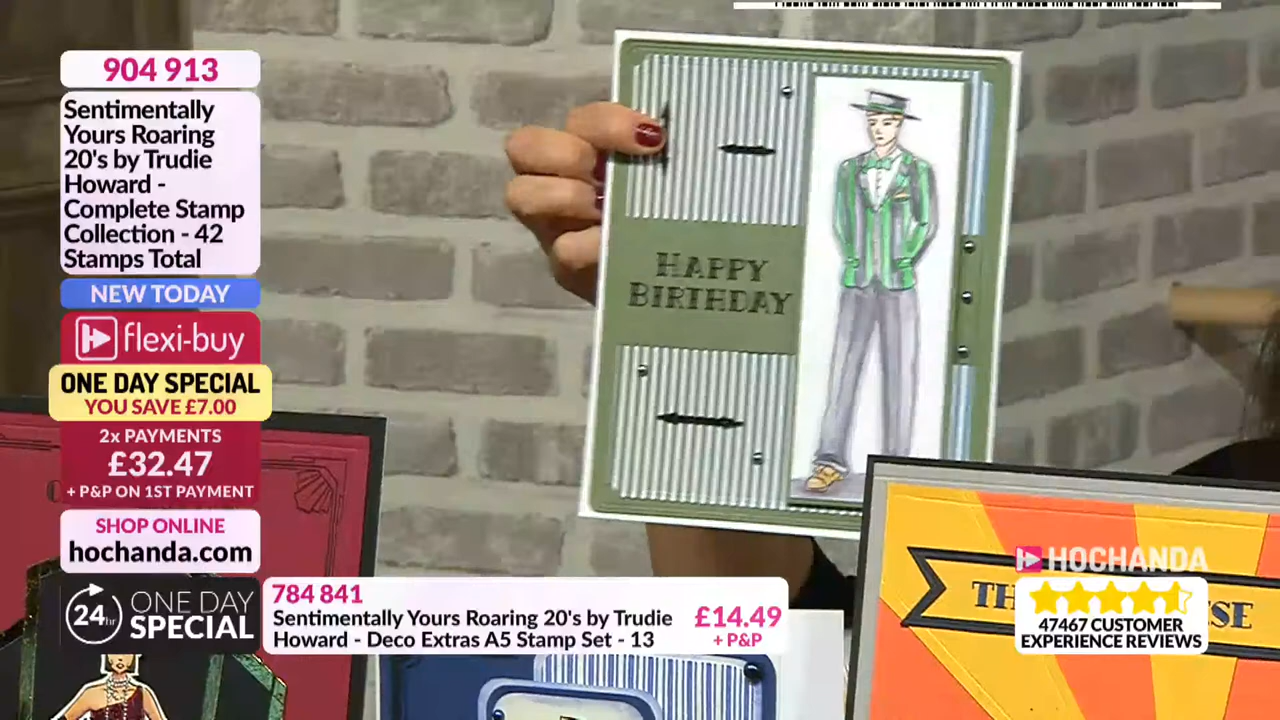 904 913
Sentimentally
Yours Roaring
20's by Trudie
Howard -
Complete Stamp
Collection - 42
Stamps Total
NEW TODAY
flexi-buy
ONE DAY SPECIAL
YOU SAVE £7.00
2x PAYMENTS
£32.47
+ P&P ON 1ST PAYMENT
SHOP ONLINE
hochanda.com
24hr
ONE DAY
SPECIAL
784 841
Sentimentally Yours Roaring 20's by Trudie
Howard - Deco Extras A5 Stamp Set - 13
£14.49
+ P&P
HAPPY
BIRTHDAY
HOCHANDA
47467 CUSTOMER
EXPERIENCE REVIEWS